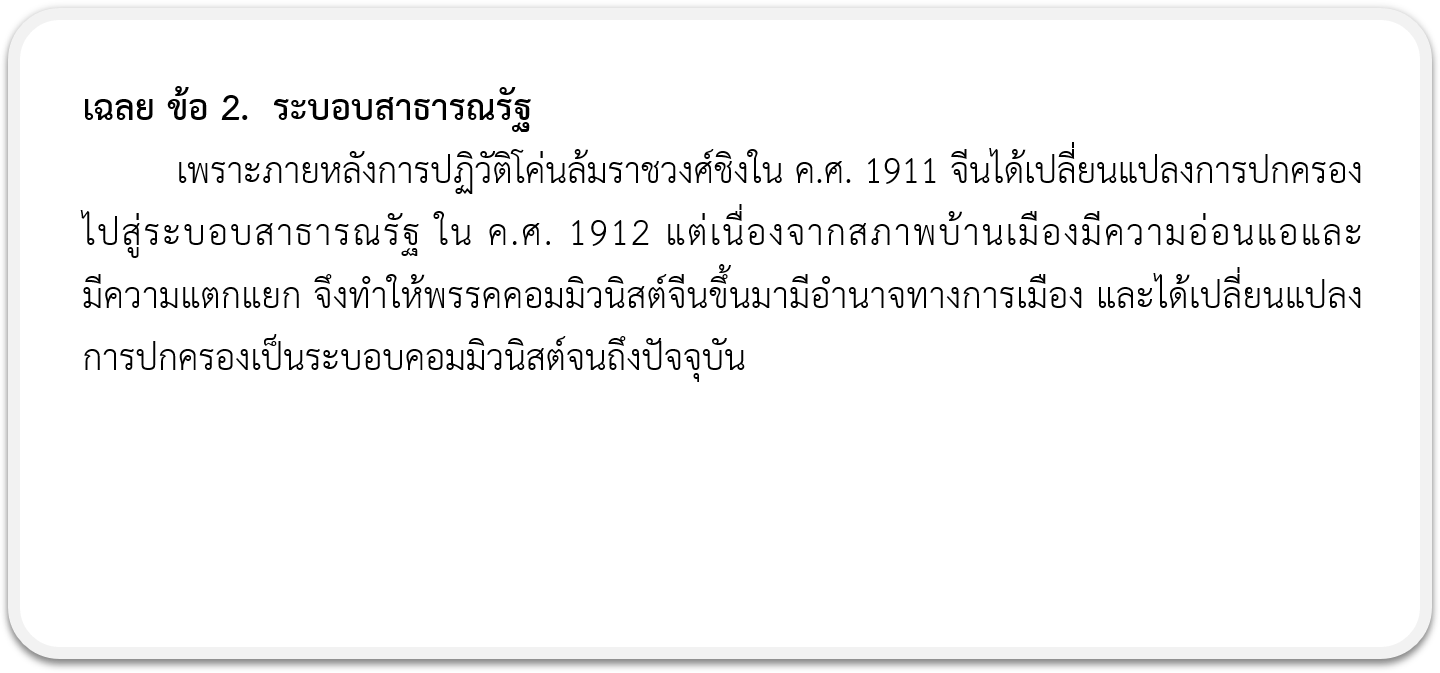 เฉลย ข้อ 2. ระบอบสาธารณรัฐ
เพราะภายหลังการปฏิวัติโค่นล้มราชวงศ์ชิงใน ค.ศ. 1911 จีนได้เปลี่ยนแปลงการปกครอง
ไปสู่ระบอบสาธารณรัฐ ใน ค.ศ. 1912 แต่เนื่องจากสภาพบ้านเมืองมีความอ่อนแอและ
มีความแตกแยก จึงทำให้พรรคคอมมิวนิสต์จีนขึ้นมามีอำนาจทางการเมือง และได้เปลี่ยนแปลง
การปกครองเป็นระบอบคอมมิวนิสต์จนถึงปัจจุบัน